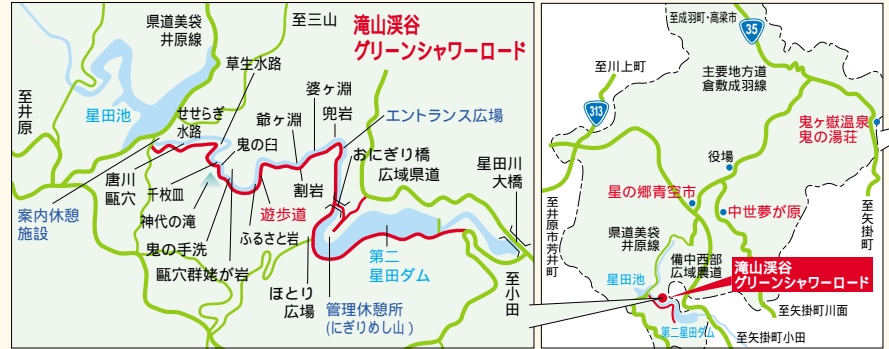 滝山渓谷
グリーンシャワーロード
県道美袋
井原線
至三山
草生水路
婆ヶ淵
兜岩
星田池
至井原
せせらぎ
水路
爺ヶ淵
エントランス広場
鬼の臼
おにぎり橋
広域県道
星田川
大橋
唐川
甌穴
千枚皿
割岩
案内休憩
施設
神代の滝
遊歩道
ふるさと岩
鬼の手洗
甌穴群姥が岩
第二
星田ダム
ほとり
広場
管理休憩所
(にぎりめし山)
至小田
至成羽町・高梁市
35
至川上町
主要地方道
倉敷成羽線
313
鬼ヶ嶽温泉
鬼の湯荘
役場
星の郷青空市
中世夢が原
至矢掛町
至井原市芳井町
県道美袋
井原線
備中西部
広域農道
星田池
滝山渓谷
グリーンシャワーロード
至矢掛町川面
第二星田ダム
至矢掛町小田